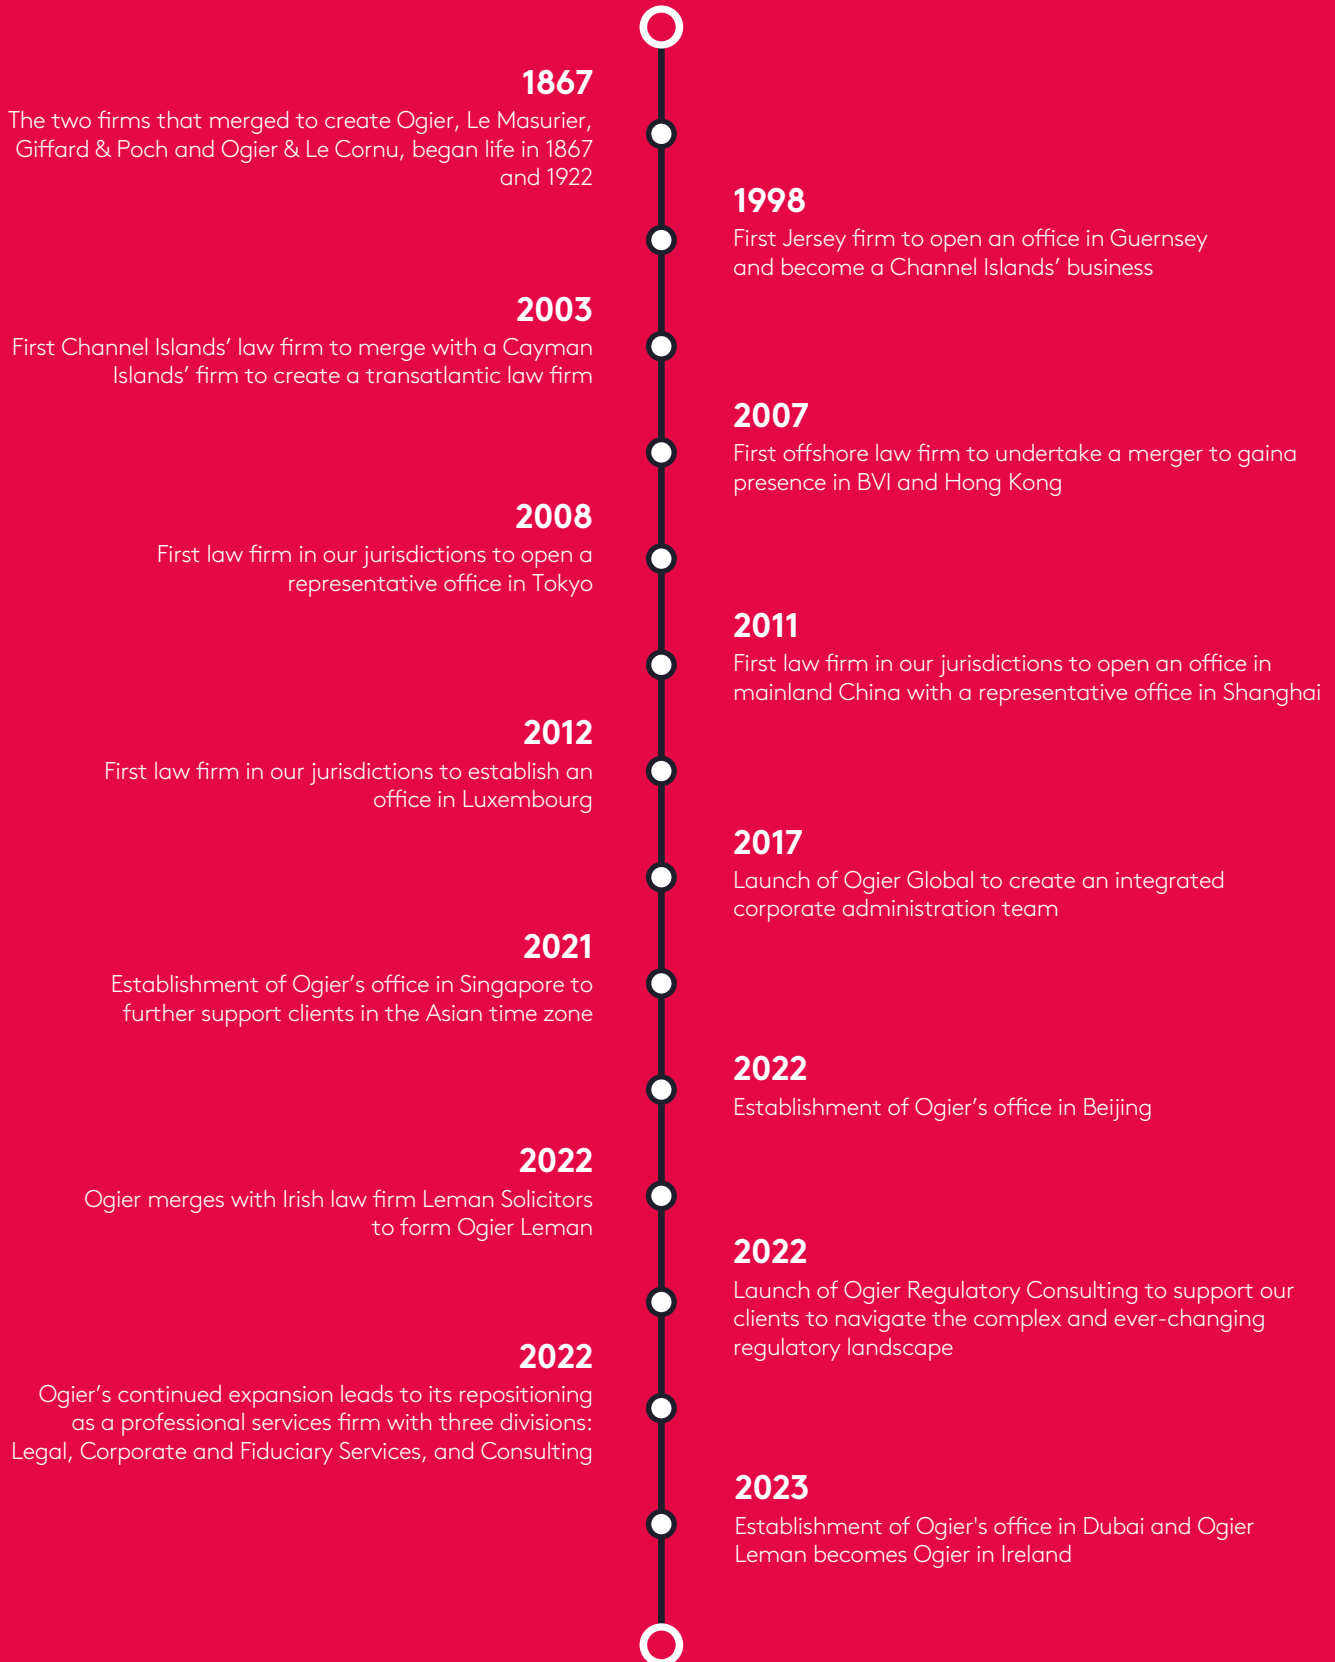 1867
The two firms that merged to create Ogier, Le Masurier,
Giffard & Poch and Ogier & Le Cornu, began life in 1867
and 1922
1998
First Jersey firm to open an office in Guernsey
and become a Channel Islands’ business
2003
First Channel Islands’ law firm to merge with a Cayman
Islands’ firm to create a transatlantic law firm
2007
First offshore law firm to undertake a merger to gaina
presence in BVI and Hong Kong
2008
First law firm in our jurisdictions to open a
representative office in Tokyo
2011
First law firm in our jurisdictions to open an office in
mainland China with a representative office in Shanghai
2012
First law firm in our jurisdictions to establish an
office in Luxembourg
2017
Launch of Ogier Global to create an integrated
corporate administration team
2021
Establishment of Ogier’s office in Singapore to
further support clients in the Asian time zone
2022
Establishment of Ogier’s office in Beijing
2022
Ogier merges with Irish law firm Leman Solicitors
to form Ogier Leman
2022
Launch of Ogier Regulatory Consulting to support our
clients to navigate the complex and ever-changing
regulatory landscape
2022
Ogier’s continued expansion leads to its repositioning
as a professional services firm with three divisions:
Legal, Corporate and Fiduciary Services, and Consulting
2023
Establishment of Ogier's office in Dubai and Ogier
Leman becomes Ogier in Ireland